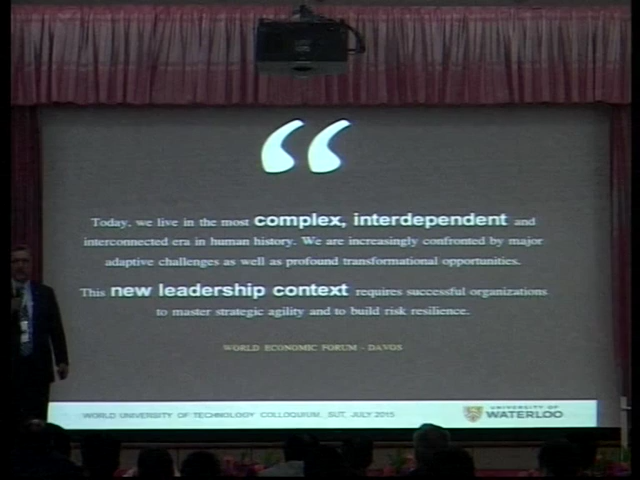 “
Today, we live in the most complex, interdependent and
interconnected era in human history. We are increasingly confronted by major
adaptive challenges as well as profound transformational opportunities.
This new leadership context requires successful organizations
to master strategic agility and to build risk resilience.
WORLD ECONOMIC FORUM - DAVOS
WORLD UNIVERSITY OF TECHNOLOGY COLLOQUIUM, SUT, JULY 2015
UNIVERSITY OF
WATERLOO